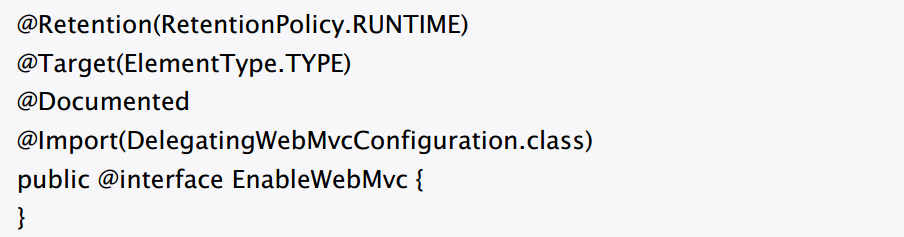 @Retention(RetentionPolicy.RUNTIME)
@Target(ElementType.TYPE)
@Documented
@Import(DelegatingWebMvcConfiguration.class)
public @interface EnableWebMvc {
}